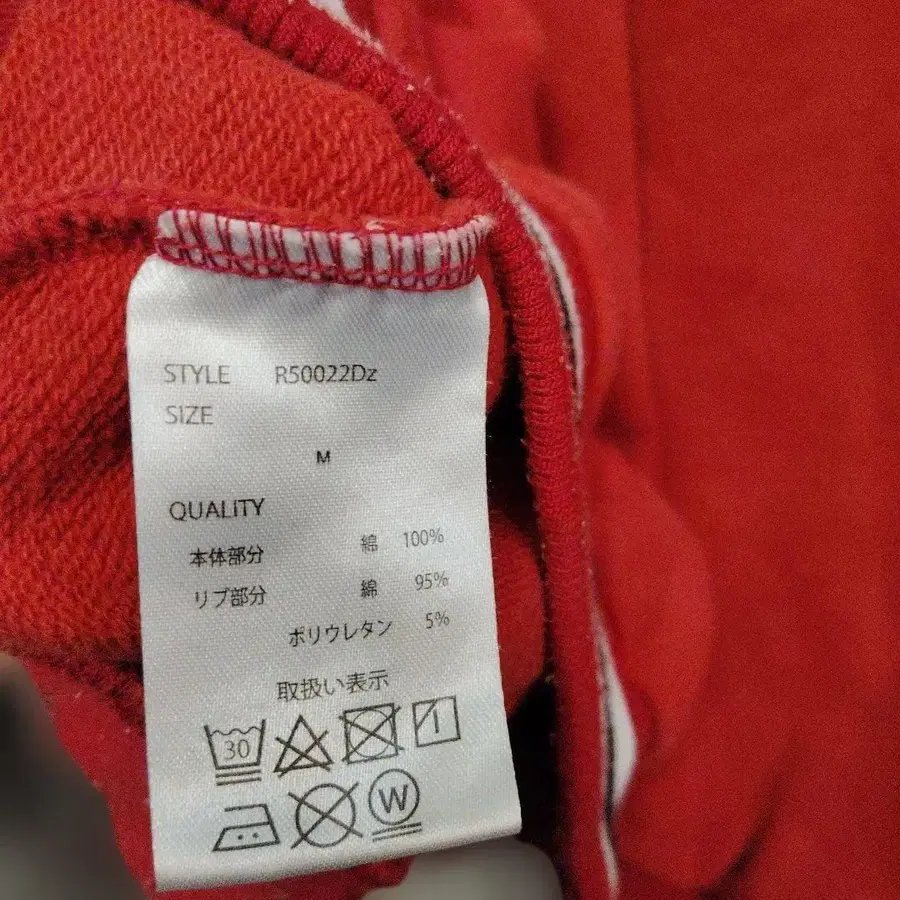 STYLE R50022Dz
SIZE
M
QUALITY
本体部分 綿 100%
リブ部分 綿 95%
ポリウレタン 5%
取扱い表示
30
W